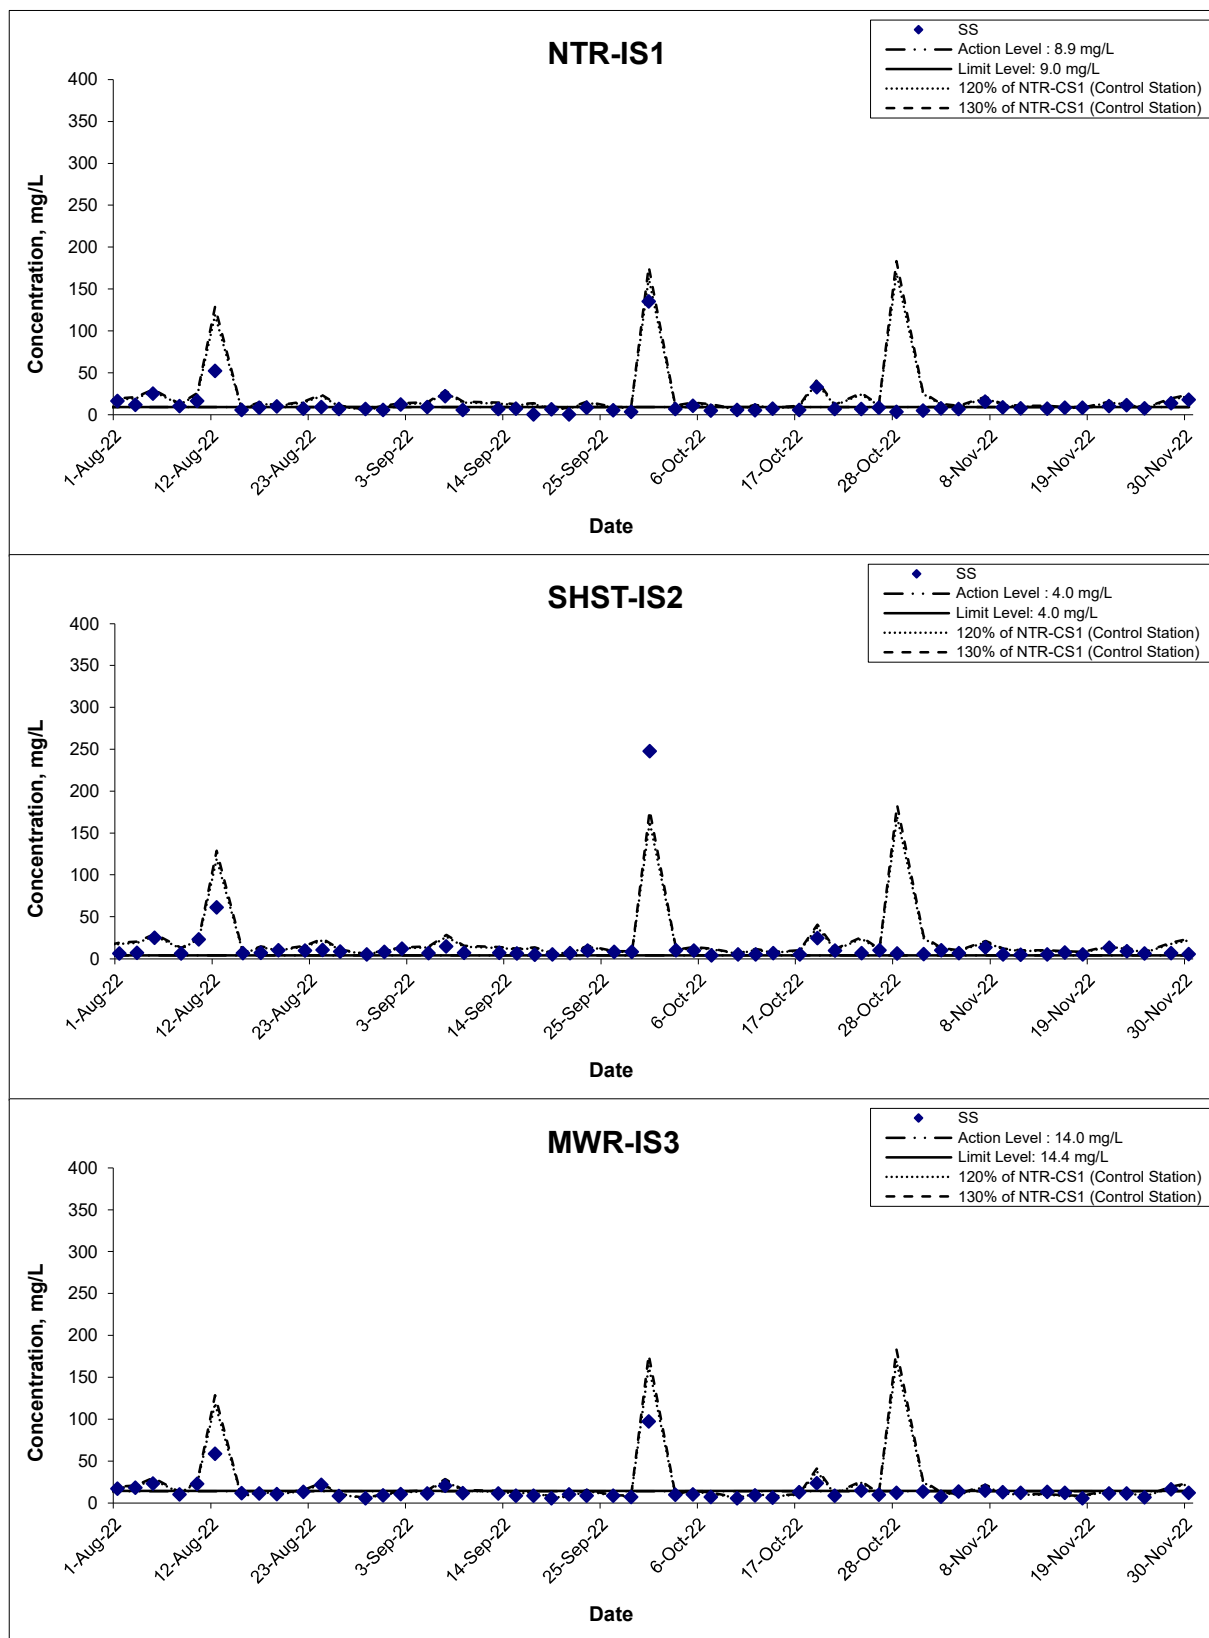 NTR-IS1
SS
Action Level : 8.9 mg/L
Limit Level: 9.0 mg/L
120% of NTR-CS1 (Control Station)
130% of NTR-CS1 (Control Station)
Concentration, mg/L
400
350
300
250
200
150
100
50
0
1-Aug-22
12-Aug-22
23-Aug-22
3-Sep-22
14-Sep-22
25-Sep-22
6-Oct-22
17-Oct-22
28-Oct-22
8-Nov-22
19-Nov-22
30-Nov-22
Date
SHST-IS2
SS
Action Level : 4.0 mg/L
Limit Level: 4.0 mg/L
120% of NTR-CS1 (Control Station)
130% of NTR-CS1 (Control Station)
Concentration, mg/L
400
350
300
250
200
150
100
50
0
1-Aug-22
12-Aug-22
23-Aug-22
3-Sep-22
14-Sep-22
25-Sep-22
6-Oct-22
17-Oct-22
28-Oct-22
8-Nov-22
19-Nov-22
30-Nov-22
Date
MWR-IS3
SS
Action Level : 14.0 mg/L
Limit Level: 14.4 mg/L
120% of NTR-CS1 (Control Station)
130% of NTR-CS1 (Control Station)
Concentration, mg/L
400
350
300
250
200
150
100
50
0
1-Aug-22
12-Aug-22
23-Aug-22
3-Sep-22
14-Sep-22
25-Sep-22
6-Oct-22
17-Oct-22
28-Oct-22
8-Nov-22
19-Nov-22
30-Nov-22
Date